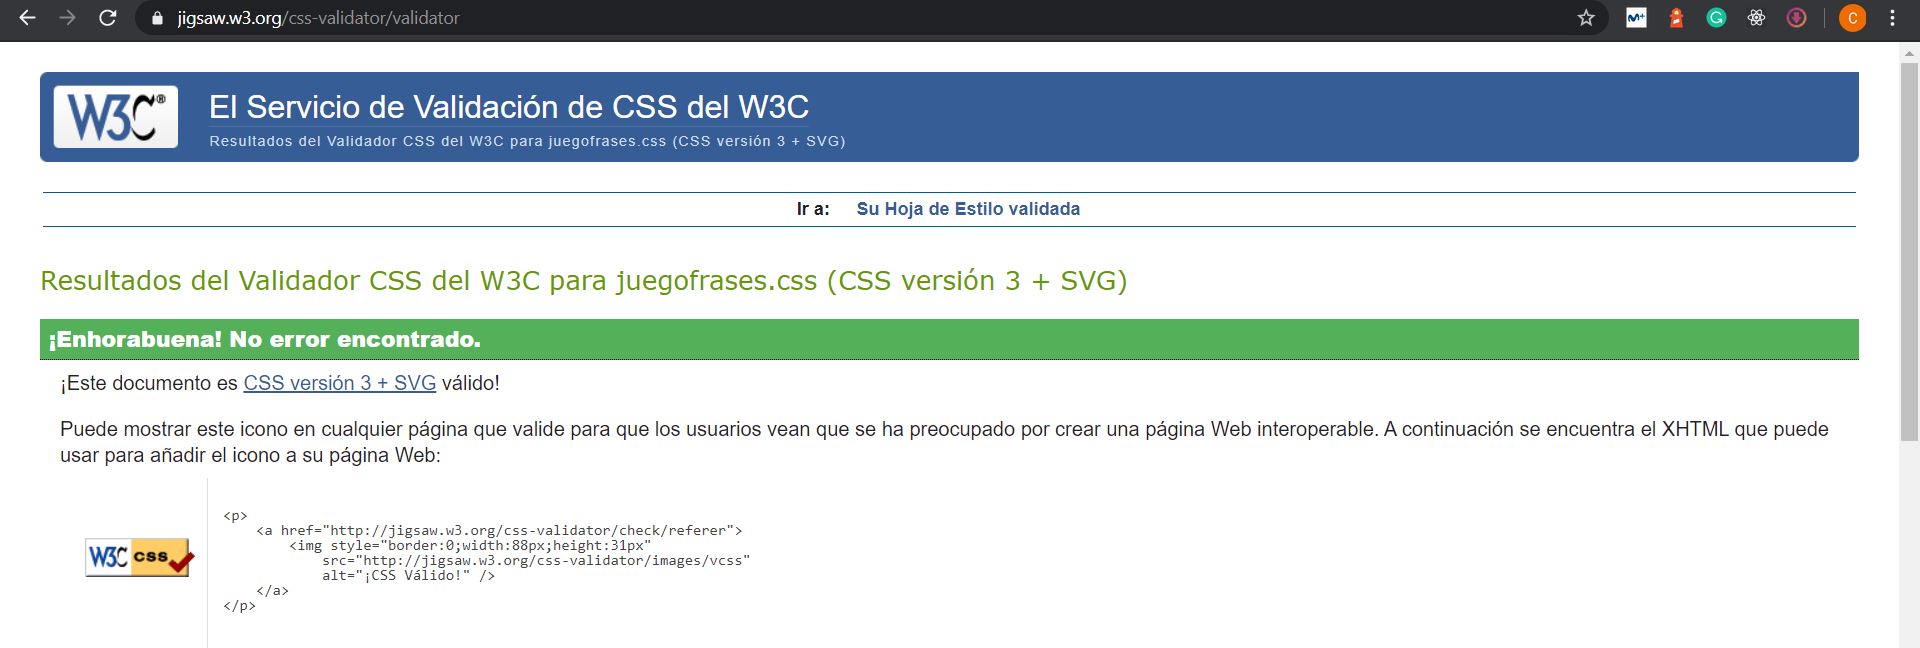 jigsaw.w3.org/css-validator/validator
C
W3C®
El Servicio de Validación de CSS del W3C
Resultados del Validador CSS del W3C para juegofrases.css (CSS versión 3 + SVG)
Ir a: Su Hoja de Estilo validada
Resultados del Validador CSS del W3C para juegofrases.css (CSS versión 3 + SVG)
¡Enhorabuena! No error encontrado.
¡Este documento es CSS versión 3 + SVG válido!
Puede mostrar este icono en cualquier página que valide para que los usuarios vean que se ha preocupado por crear una página Web interoperable. A continuación se encuentra el XHTML que puede
usar para añadir el icono a su página Web:
W3C css
<p>
    <a href="http://jigsaw.w3.org/css-validator/check/referer">
        <img style="border:0;width:88px;height:31px"
            src="http://jigsaw.w3.org/css-validator/images/vcss"
            alt="¡CSS Válido!" />
    </a>
</p>